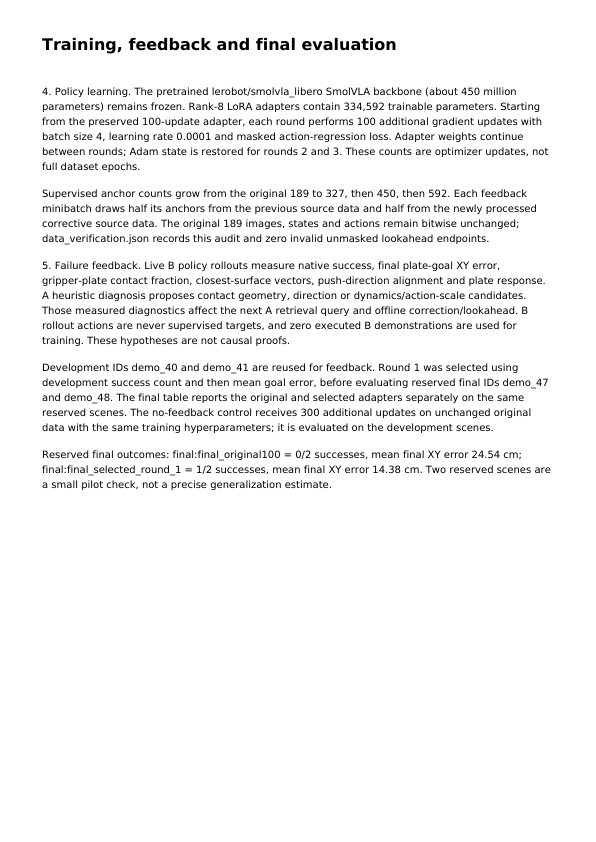 Training, feedback and final evaluation
4. Policy learning. The pretrained lerobot/smolvla_libero SmolVLA backbone (about 450 million
parameters) remains frozen. Rank-8 LoRA adapters contain 334,592 trainable parameters. Starting
from the preserved 100-update adapter, each round performs 100 additional gradient updates with
batch size 4, learning rate 0.0001 and masked action-regression loss. Adapter weights continue
between rounds; Adam state is restored for rounds 2 and 3. These counts are optimizer updates, not
full dataset epochs.
Supervised anchor counts grow from the original 189 to 327, then 450, then 592. Each feedback
minibatch draws half its anchors from the previous source data and half from the newly processed
corrective source data. The original 189 images, states and actions remain bitwise unchanged;
data_verification.json records this audit and zero invalid unmasked lookahead endpoints.
5. Failure feedback. Live B policy rollouts measure native success, final plate-goal XY error,
gripper-plate contact fraction, closest-surface vectors, push-direction alignment and plate response.
A heuristic diagnosis proposes contact geometry, direction or dynamics/action-scale candidates.
Those measured diagnostics affect the next A retrieval query and offline correction/lookahead. B
rollout actions are never supervised targets, and zero executed B demonstrations are used for
training. These hypotheses are not causal proofs.
Development IDs demo_40 and demo_41 are reused for feedback. Round 1 was selected using
development success count and then mean goal error, before evaluating reserved final IDs demo_47
and demo_48. The final table reports the original and selected adapters separately on the same
reserved scenes. The no-feedback control receives 300 additional updates on unchanged original
data with the same training hyperparameters; it is evaluated on the development scenes.
Reserved final outcomes: final:final_original100 = 0/2 successes, mean final XY error 24.54 cm;
final:final_selected_round_1 = 1/2 successes, mean final XY error 14.38 cm. Two reserved scenes are
a small pilot check, not a precise generalization estimate.